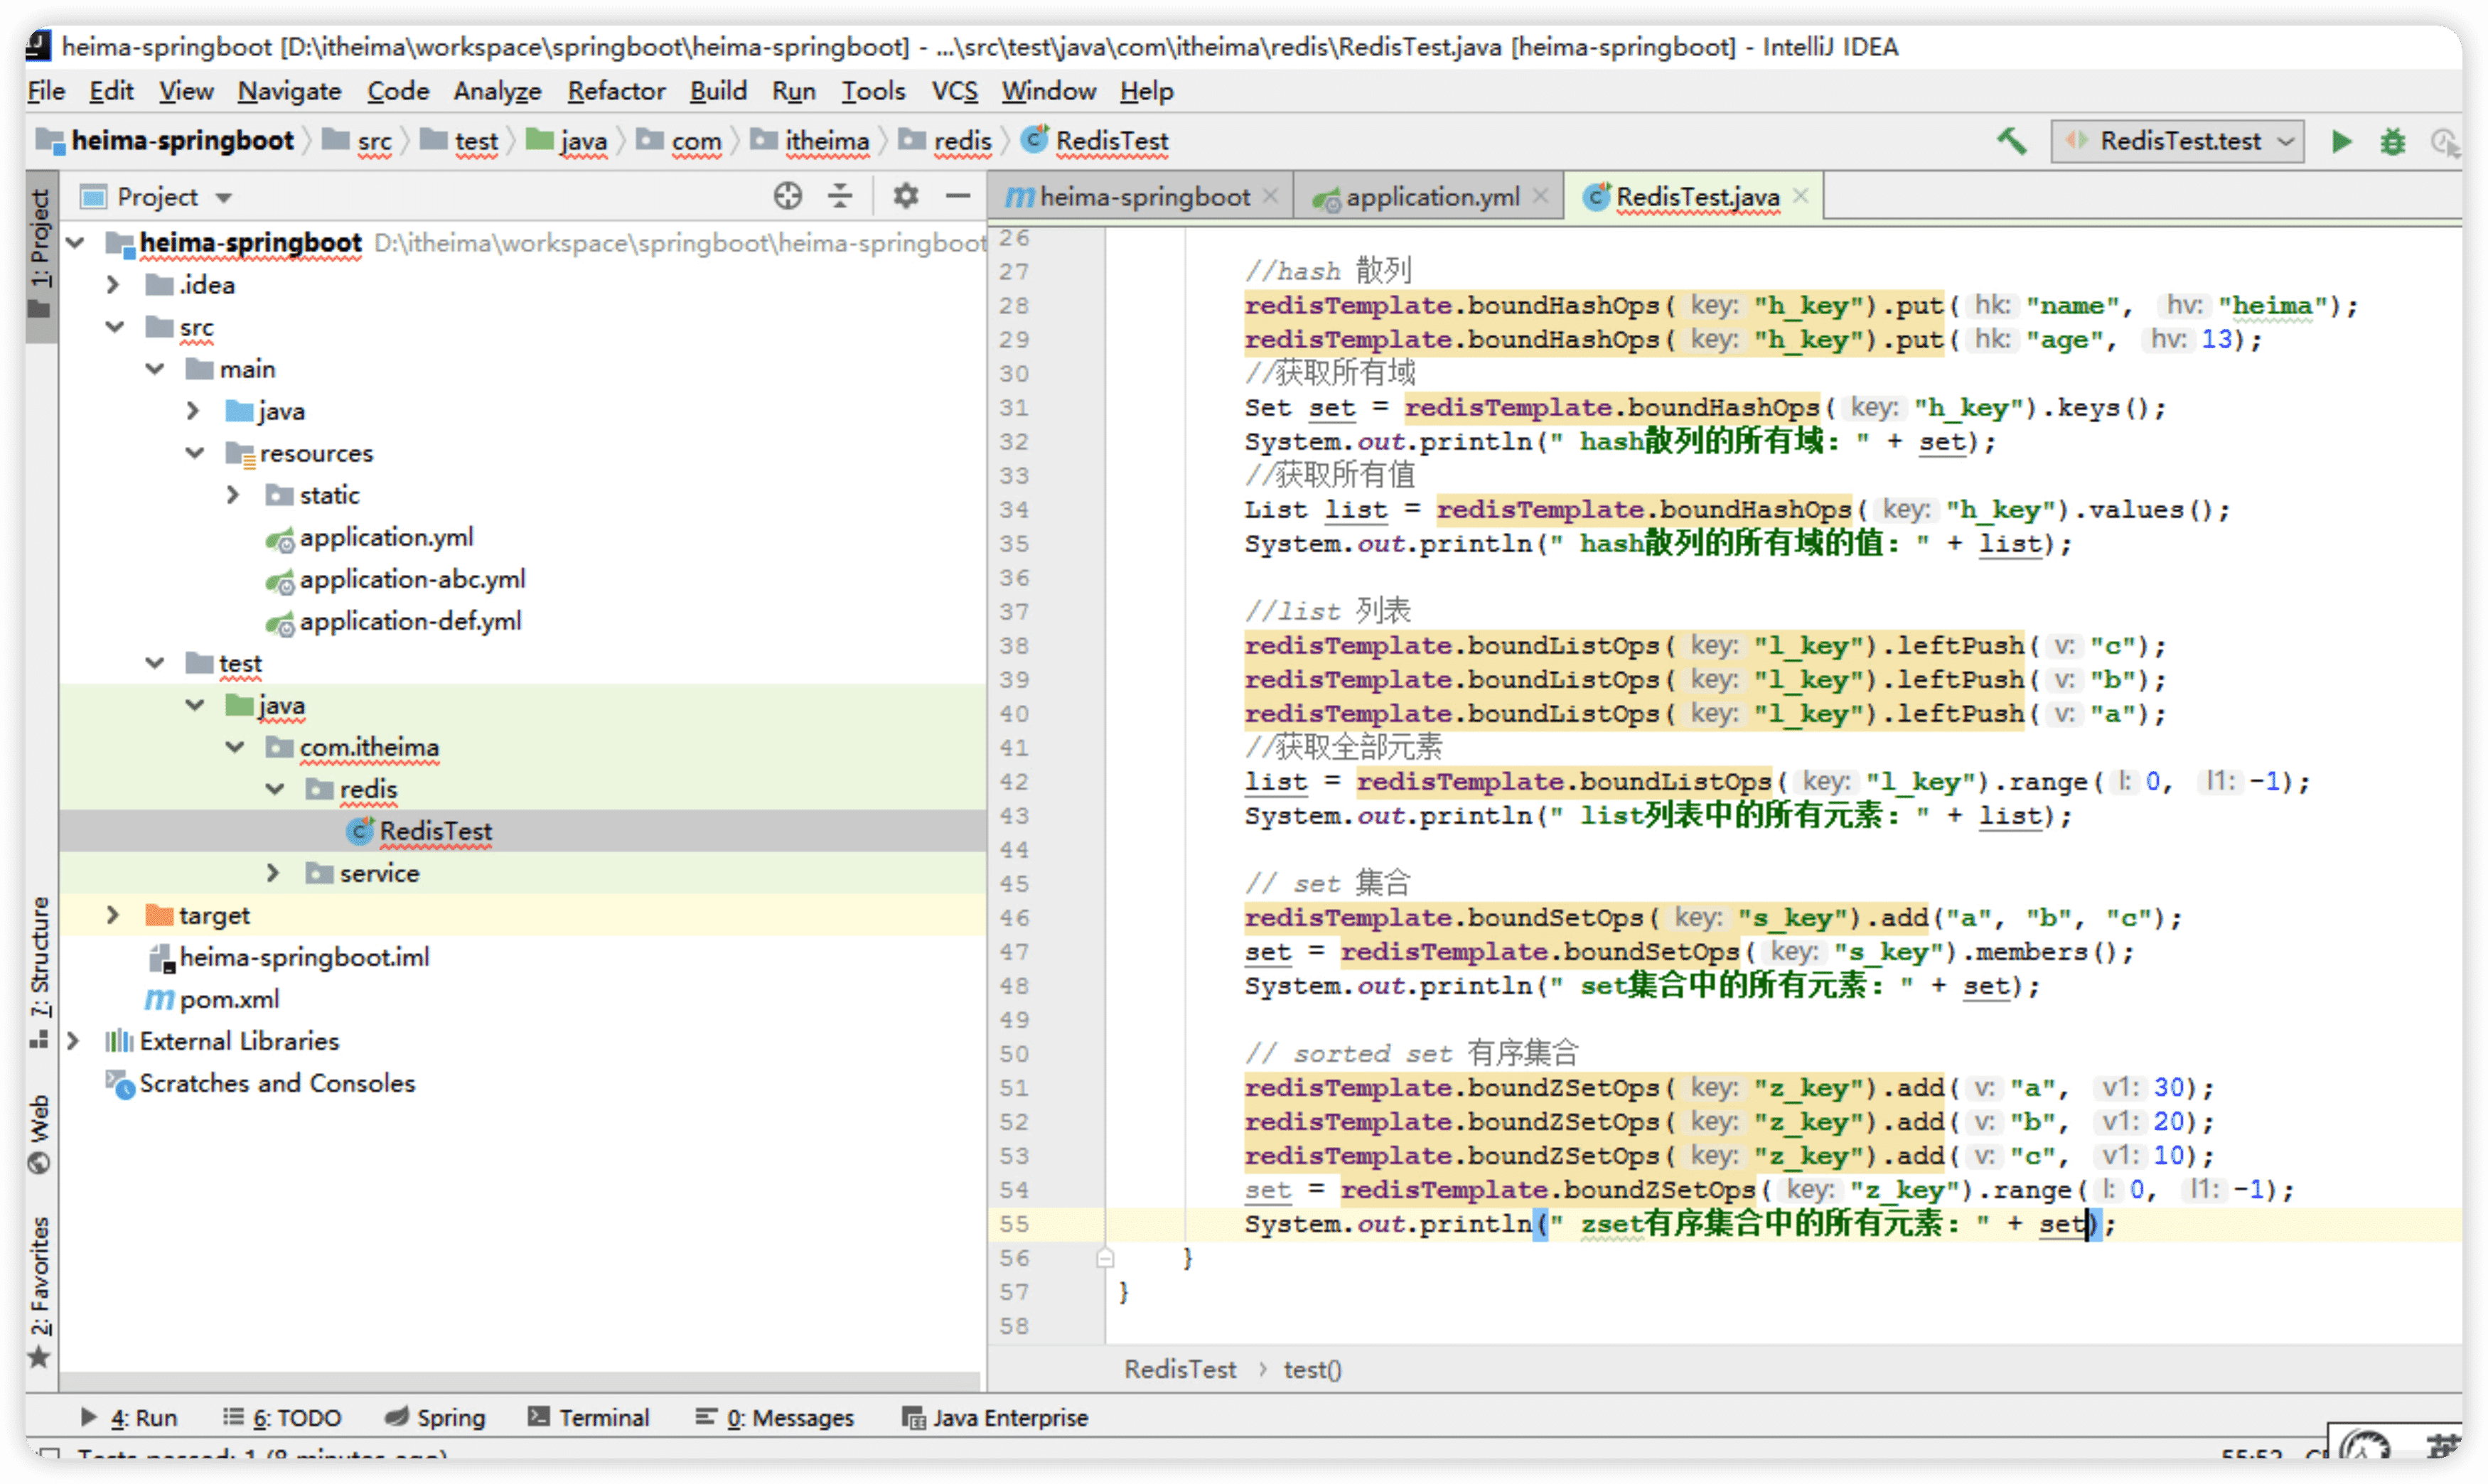 heima-springboot [D:\itheima\workspace\springboot\heima-springboot] - ...\src\test\java\com\itheima\redis\RedisTest.java [heima-springboot] - IntelliJ IDEA
File Edit View Navigate Code Analyze Refactor Build Run Tools VCS Window Help
heima-springboot src test java com itheima redis RedisTest RedisTest.test
1: Project
7: Structure
Web
2: Favorites
Project
heima-springboot D:\itheima\workspace\springboot\heima-springboot
.idea
src
main
java
resources
static
application.yml
application-abc.yml
application-def.yml
test
java
com.itheima
redis
RedisTest
service
target
heima-springboot.iml
pom.xml
External Libraries
Scratches and Consoles
heima-springboot application.yml RedisTest.java
26
27 //hash 散列
28 redisTemplate.boundHashOps( key: "h_key").put( hk: "name", hv: "heima");
29 redisTemplate.boundHashOps( key: "h_key").put( hk: "age", hv: 13);
30 //获取所有域
31 Set set = redisTemplate.boundHashOps( key: "h_key").keys();
32 System.out.println(" hash散列的所有域：" + set);
33 //获取所有值
34 List list = redisTemplate.boundHashOps( key: "h_key").values();
35 System.out.println(" hash散列的所有域的值：" + list);
36
37 //list 列表
38 redisTemplate.boundListOps( key: "l_key").leftPush( v: "c");
39 redisTemplate.boundListOps( key: "l_key").leftPush( v: "b");
40 redisTemplate.boundListOps( key: "l_key").leftPush( v: "a");
41 //获取全部元素
42 list = redisTemplate.boundListOps( key: "l_key").range( l: 0, l1: -1);
43 System.out.println(" list列表中的所有元素：" + list);
44
45 // set 集合
46 redisTemplate.boundSetOps( key: "s_key").add("a", "b", "c");
47 set = redisTemplate.boundSetOps( key: "s_key").members();
48 System.out.println(" set集合中的所有元素：" + set);
49
50 // sorted set 有序集合
51 redisTemplate.boundZSetOps( key: "z_key").add( v: "a", v1: 30);
52 redisTemplate.boundZSetOps( key: "z_key").add( v: "b", v1: 20);
53 redisTemplate.boundZSetOps( key: "z_key").add( v: "c", v1: 10);
54 set = redisTemplate.boundZSetOps( key: "z_key").range( l: 0, l1: -1);
55 System.out.println(" zset有序集合中的所有元素：" + set);
56 }
57 }
58
RedisTest › test()
4: Run 6: TODO Spring Terminal 0: Messages Java Enterprise
Tests passed: 1 (8 minutes ago)